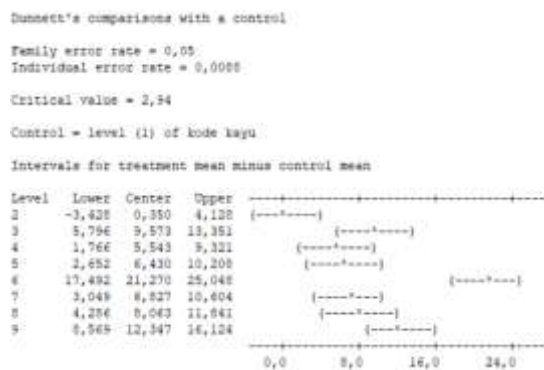 Dunnett's comparisons with a control
Family error rate = 0,05
Individual error rate = 0,0088
Critical value = 2,94
Control = level (1) of kode kayu
Intervals for treatment mean minus control mean
Level Lower Center Upper ----+---------+---------+---------+---
2 -3,428 0,350 4,128 (----*----)
3 5,796 9,573 13,351 (----*----)
4 1,766 5,543 9,321 (----*----)
5 2,652 6,430 10,208 (----*----)
6 17,492 21,270 25,048 (----*---)
7 3,049 6,827 10,604 (----*---)
8 4,286 8,063 11,841 (----*----)
9 8,569 12,347 16,124 (---*----)
----+---------+---------+---------+---
0,0 8,0 16,0 24,0